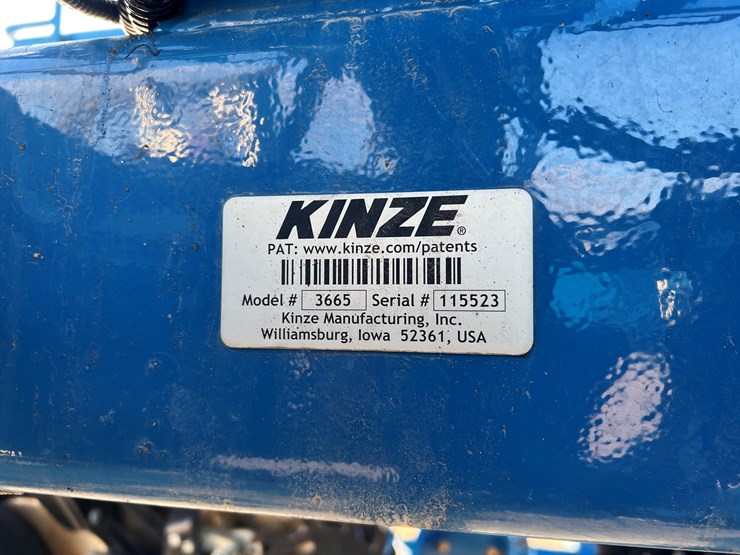 KINZE®
PAT: www.kinze.com/patents
Model # 3665 Serial # 115523
Kinze Manufacturing, Inc.
Williamsburg, Iowa 52361, USA